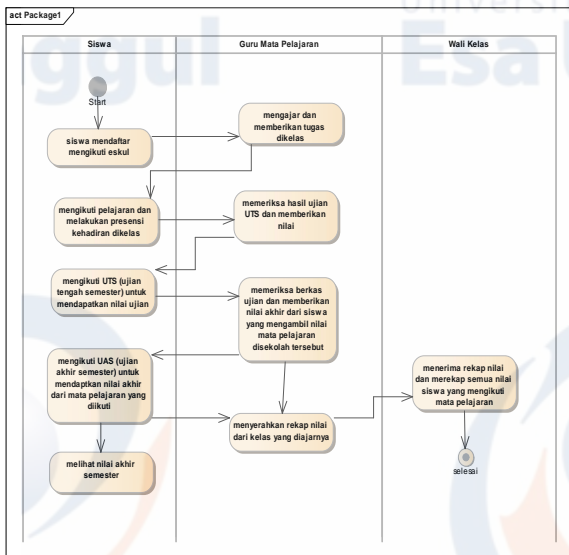 Universi
act Package1
nggul
Esa U
Siswa
Guru Mata Pelajaran
Wali Kelas
Start
siswa mendaftar
mengikuti eskul
mengajar dan
memberikan tugas
dikelas
mengikuti pelajaran dan
melakukan presensi
kehadiran dikelas
memeriksa hasil ujian
UTS dan memberikan
nilai
mengikuti UTS (ujian
tengah semester) untuk
mendapatkan nilai ujian
memeriksa berkas
ujian dan memberikan
nilai akhir dari siswa
yang mengambil nilai
mata pelajaran
disekolah tersebut
mengikuti UAS (ujian
akhir semester) untuk
mendaptkan nilai akhir
dari mata pelajaran yang
diikuti
menerima rekap nilai
dan merekap semua nilai
siswa yang mengikuti
mata pelajaran
menyerahkan rekap nilai
dari kelas yang diajarnya
melihat nilai akhir
semester
selesai